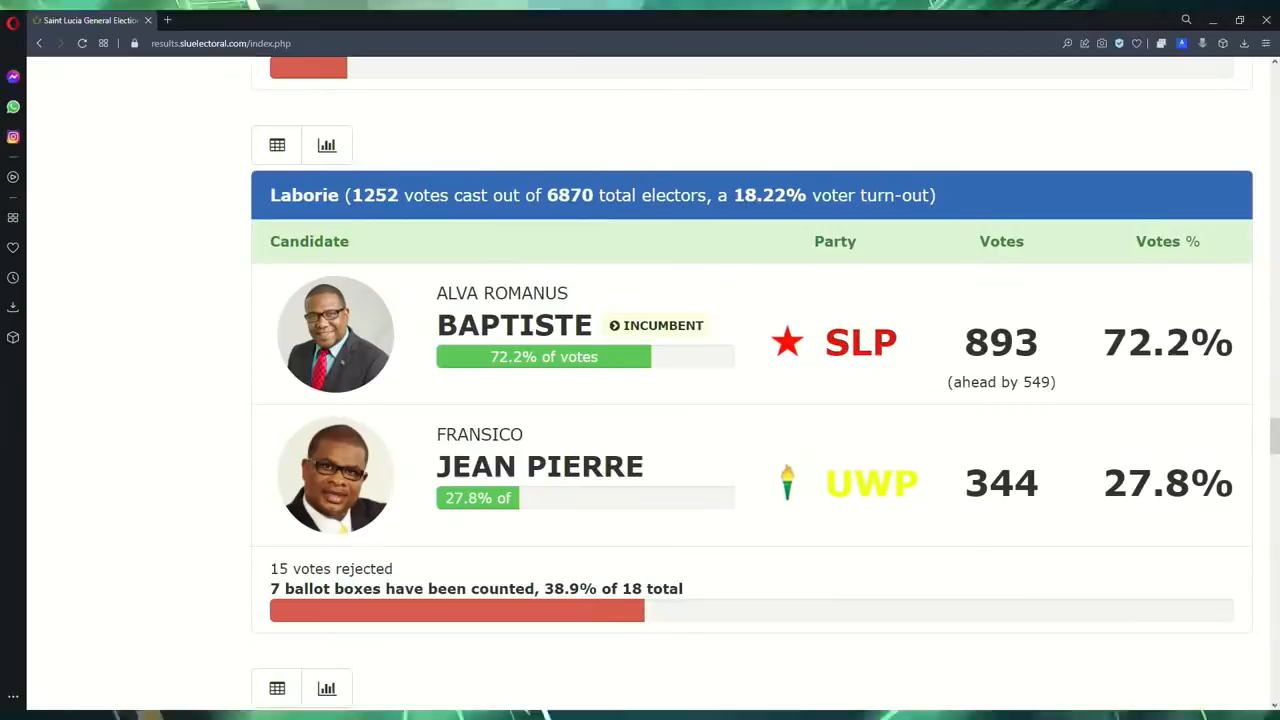 Saint Lucia General Electio
results.sluelectoral.com/index.php
Laborie (1252 votes cast out of 6870 total electors, a 18.22% voter turn-out)
Candidate Party Votes Votes %
ALVA ROMANUS
BAPTISTE INCUMBENT
72.2% of votes
SLP 893 72.2%
(ahead by 549)
FRANSICO
JEAN PIERRE
27.8% of
UWP 344 27.8%
15 votes rejected
7 ballot boxes have been counted, 38.9% of 18 total